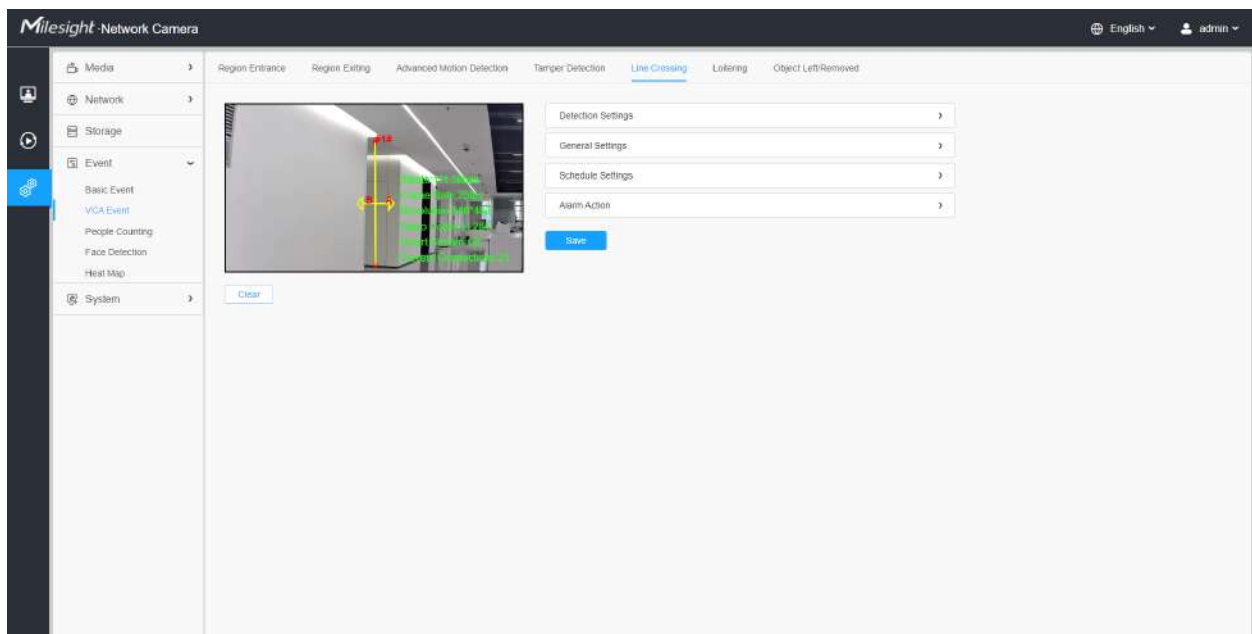 Milesight - Network Camera
English
admin
Media
Network
Storage
Event
Basic Event
VCA Event
People Counting
Face Detection
Heat Map
System
Region Entrance Region Exiting Advanced Motion Detection Tamper Detection Line Crossing Loitering Object Left/Removed
Detection Settings
General Settings
Schedule Settings
Alarm Action
Save
Clear